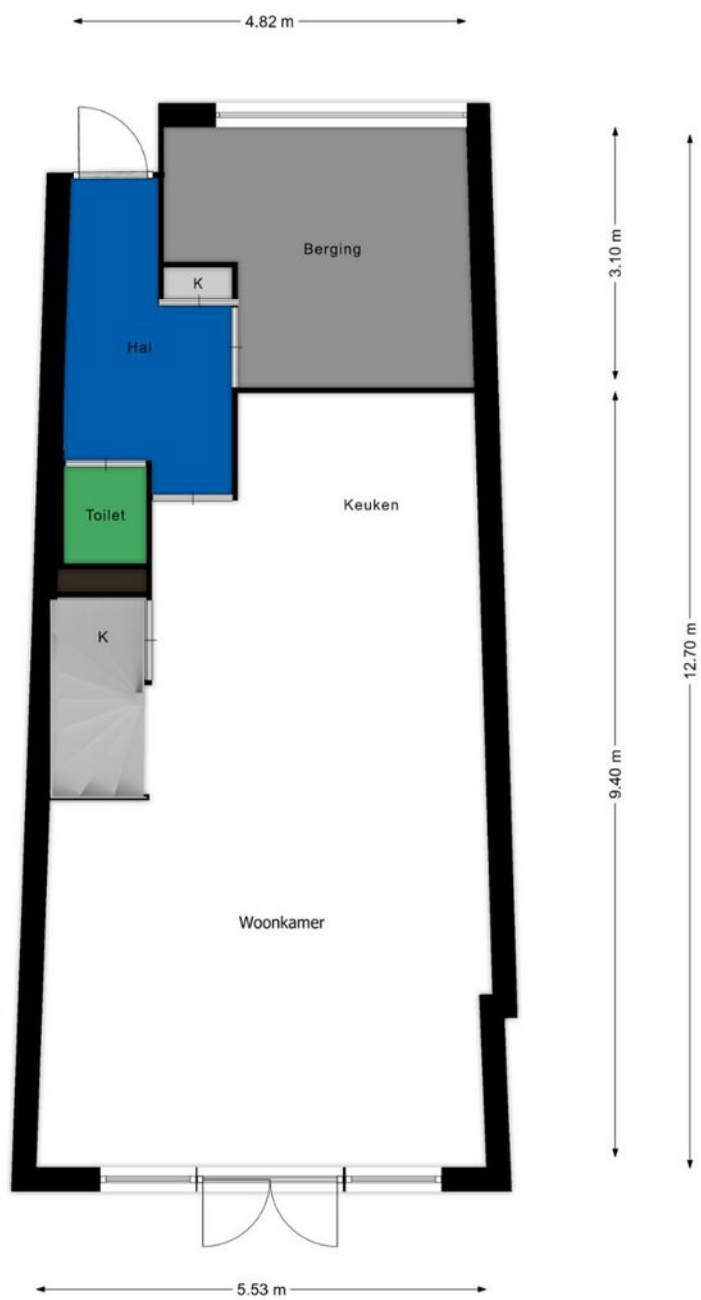 4.82 m
Berging
3.10 m
K
Hal
Keuken
Toilet
K
12.70 m
9.40 m
Woonkamer
5.53 m